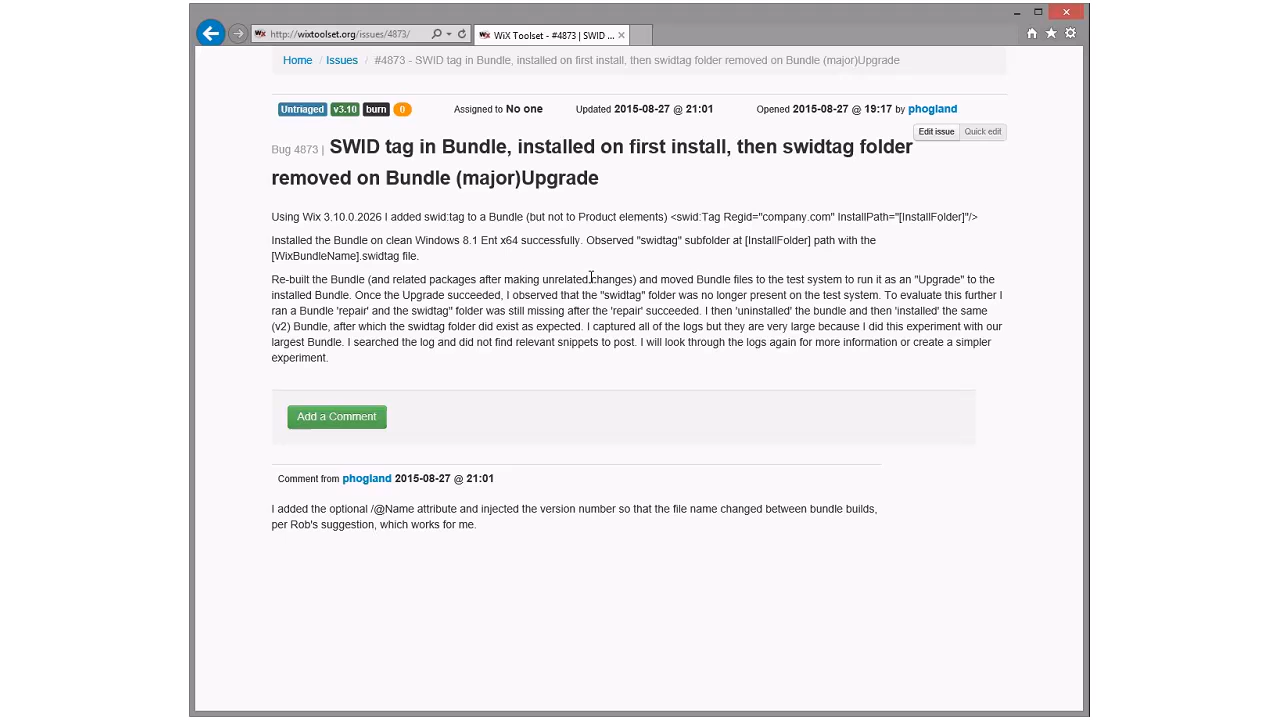 http://wixtoolset.org/issues/4873/
WiX Toolset - #4873 | SWID ...
Home / Issues / #4873 - SWID tag in Bundle, installed on first install, then swidtag folder removed on Bundle (major)Upgrade
Untriaged v3.10 burn 0 Assigned to No one Updated 2015-08-27 @ 21:01 Opened 2015-08-27 @ 19:17 by phogland
Edit issue Quick edit
Bug 4873 | SWID tag in Bundle, installed on first install, then swidtag folder
removed on Bundle (major)Upgrade
Using Wix 3.10.0.2026 I added swid:tag to a Bundle (but not to Product elements) <swid:Tag Regid="company.com" InstallPath="[InstallFolder]"/>
Installed the Bundle on clean Windows 8.1 Ent x64 successfully. Observed "swidtag" subfolder at [InstallFolder] path with the
[WixBundleName].swidtag file.
Re-built the Bundle (and related packages after making unrelated changes) and moved Bundle files to the test system to run it as an "Upgrade" to the
installed Bundle. Once the Upgrade succeeded, I observed that the "swidtag" folder was no longer present on the test system. To evaluate this further I
ran a Bundle 'repair' and the swidtag" folder was still missing after the 'repair' succeeded. I then 'uninstalled' the bundle and then 'installed' the same
(v2) Bundle, after which the swidtag folder did exist as expected. I captured all of the logs but they are very large because I did this experiment with our
largest Bundle. I searched the log and did not find relevant snippets to post. I will look through the logs again for more information or create a simpler
experiment.
Add a Comment
Comment from phogland 2015-08-27 @ 21:01
I added the optional /@Name attribute and injected the version number so that the file name changed between bundle builds,
per Rob's suggestion, which works for me.